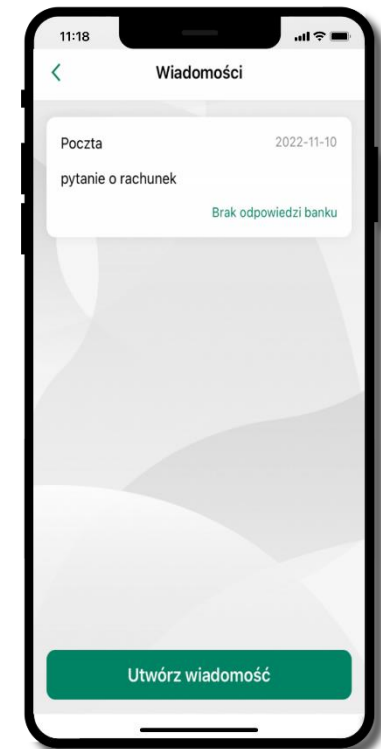 11:18
Wiadomości
Poczta 2022-11-10
pytanie o rachunek
Brak odpowiedzi banku
Utwórz wiadomość